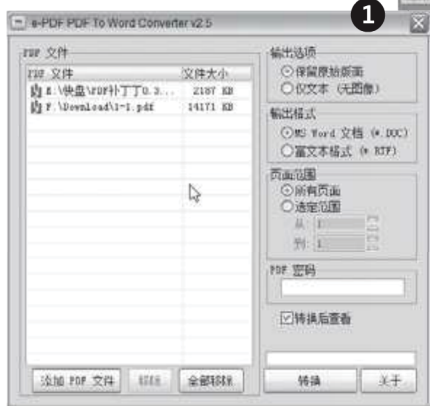 1
e-PDF PDF To Word Converter v2.5
PDF 文件
PDF 文件 文件大小
E:\快盘\PDF补丁丁0.3... 2187 KB
F:\Download\1-1.pdf 14171 KB
添加 PDF 文件
移除
全部移除
输出选项
保留原始版面
仅文本 (无图像)
输出格式
MS Word 文档 (*.DOC)
富文本格式 (*.RTF)
页面范围
所有页面
选定范围
从: 1
到: 1
PDF 密码
转换后查看
转换
关于